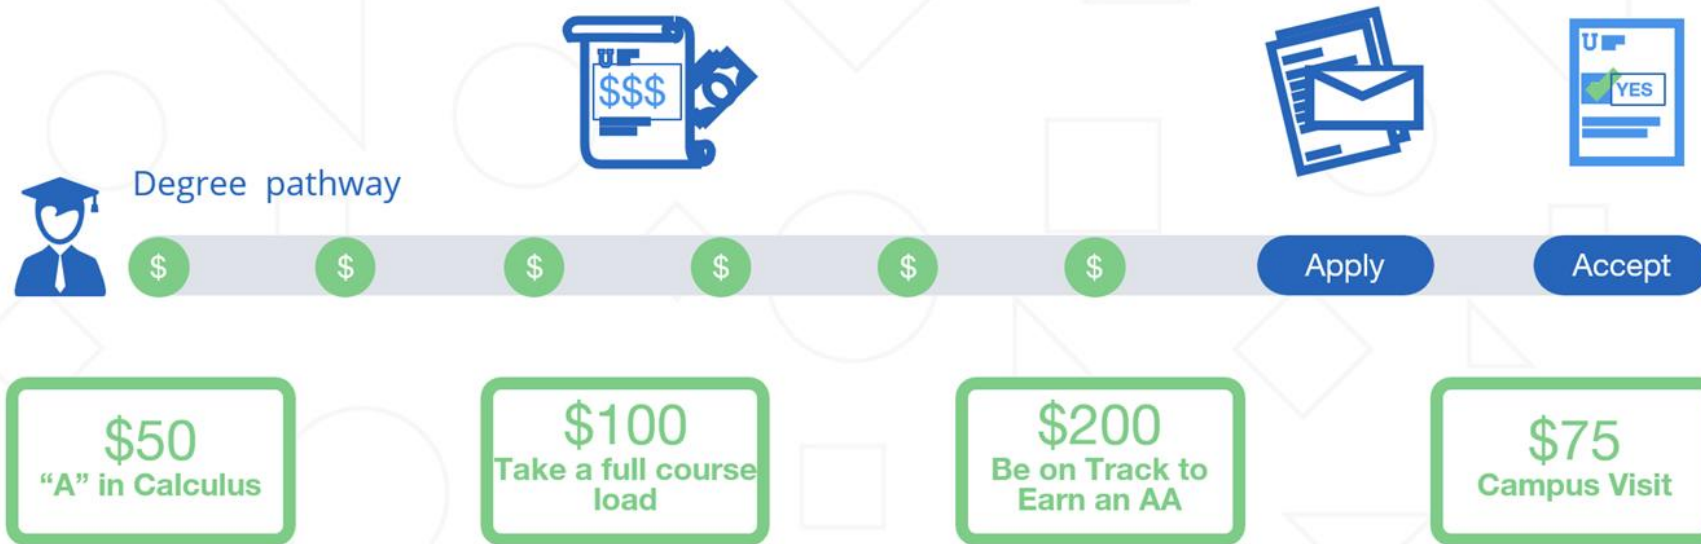 UF
$$$
UF
YES
Degree pathway
$ $ $ $ $ $ Apply Accept
$50
“A” in Calculus
$100
Take a full course
load
$200
Be on Track to
Earn an AA
$75
Campus Visit